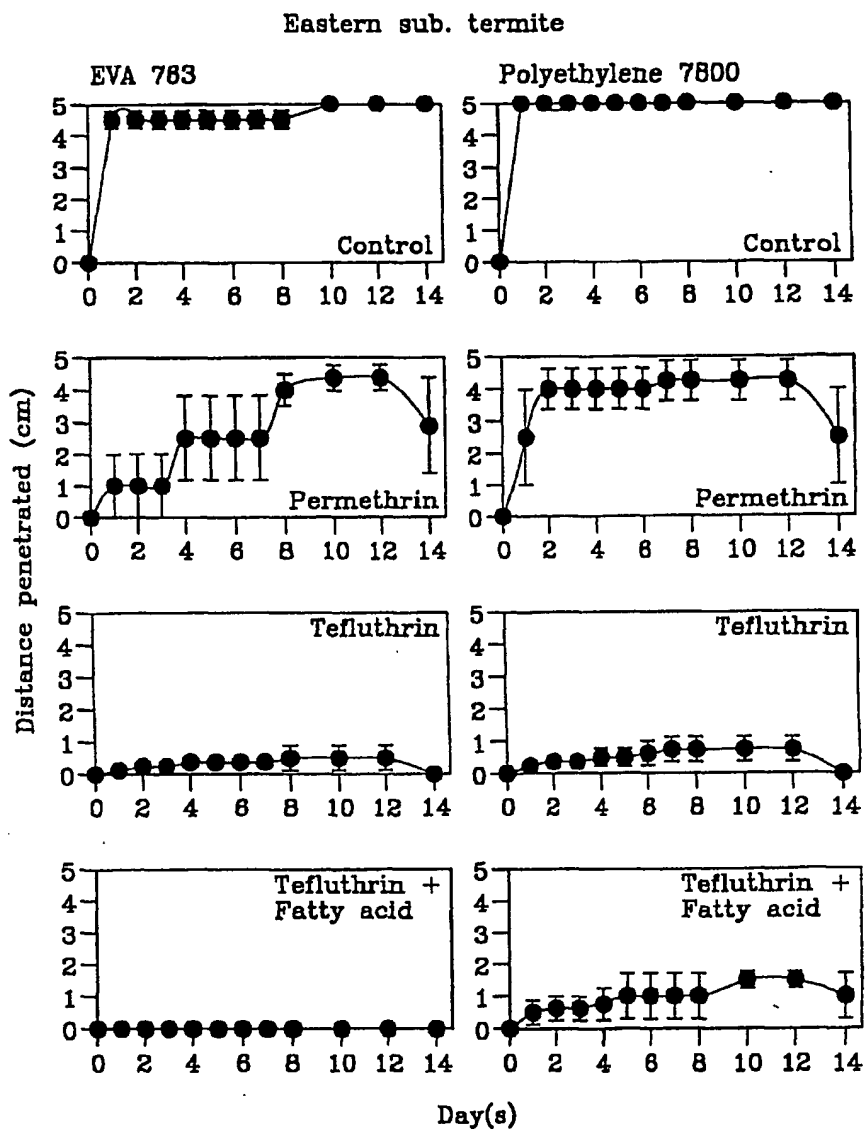 Eastern sub. termite
EVA 763
Polyethylene 7800
5
4
3
2
1
0
Control
0 2 4 6 8 10 12 14
5
4
3
2
1
0
Control
0 2 4 6 8 10 12 14
5
4
3
2
1
0
Permethrin
0 2 4 6 8 10 12 14
5
4
3
2
1
0
Permethrin
0 2 4 6 8 10 12 14
Distance penetrated (cm)
5
4
3
2
1
0
Tefluthrin
0 2 4 6 8 10 12 14
5
4
3
2
1
0
Tefluthrin
0 2 4 6 8 10 12 14
5
4
3
2
1
0
Tefluthrin +
Fatty acid
0 2 4 6 8 10 12 14
5
4
3
2
1
0
Tefluthrin +
Fatty acid
0 2 4 6 8 10 12 14
Day(s)